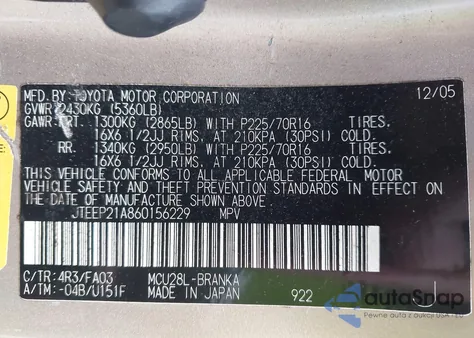 MFD.BY TOYOTA MOTOR CORPORATION 12/05
GVWR 2430KG (5360LB)
GAWR FRT. 1300KG (2865LB) WITH P225/70R16 TIRES.
16X6 1/2JJ RIMS, AT 210KPA (30PSI) COLD.
RR. 1340KG (2950LB) WITH P225/70R16 TIRES.
16X6 1/2JJ RIMS, AT 210KPA (30PSI) COLD.
THIS VEHICLE CONFORMS TO ALL APPLICABLE FEDERAL MOTOR
VEHICLE SAFETY AND THEFT PREVENTION STANDARDS IN EFFECT ON
THE DATE OF MANUFACTURE SHOWN ABOVE.
JTEEP21A860156229 MPV
C/TR: 4R3/FA03 MCU28L-BRANKA
A/TM: -04B/U151F MADE IN JAPAN 922
autoSnap